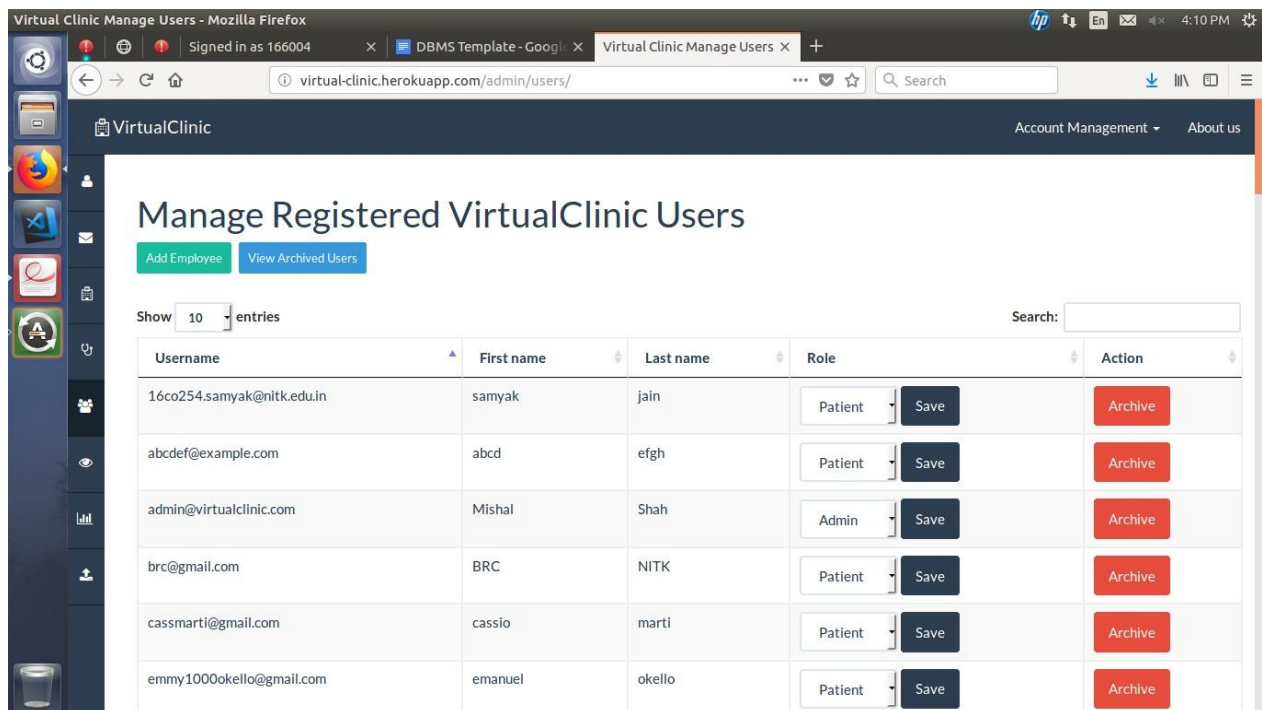 Virtual Clinic Manage Users - Mozilla Firefox
hp En 4:10 PM
Signed in as 166004 DBMS Template - Googl Virtual Clinic Manage Users
virtual-clinic.herokuapp.com/admin/users/ Search
VirtualClinic Account Management About us
Manage Registered VirtualClinic Users
Add Employee View Archived Users
Show 10 entries Search:
Username First name Last name Role Action
16co254.samyak@nitk.edu.in samyak jain Patient Save Archive
abcdef@example.com abcd efgh Patient Save Archive
admin@virtualclinic.com Mishal Shah Admin Save Archive
brc@gmail.com BRC NITK Patient Save Archive
cassmarti@gmail.com cassio marti Patient Save Archive
emmy1000okello@gmail.com emanuel okello Patient Save Archive